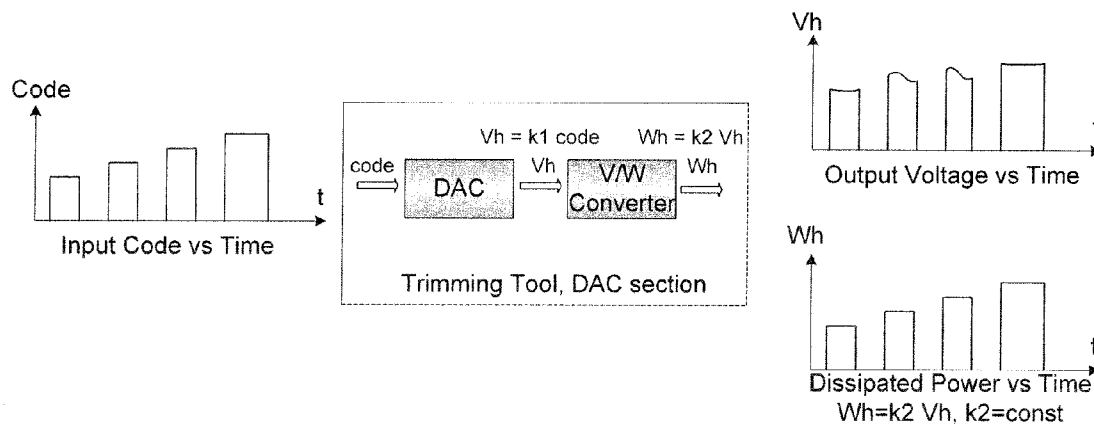 Code
t
Input Code vs Time
Vh = k1 code
Wh = k2 Vh
code
DAC
Vh
V/W
Converter
Wh
Trimming Tool, DAC section
Vh
Output Voltage vs Time
Wh
t
Dissipated Power vs Time
Wh=k2 Vh, k2=const